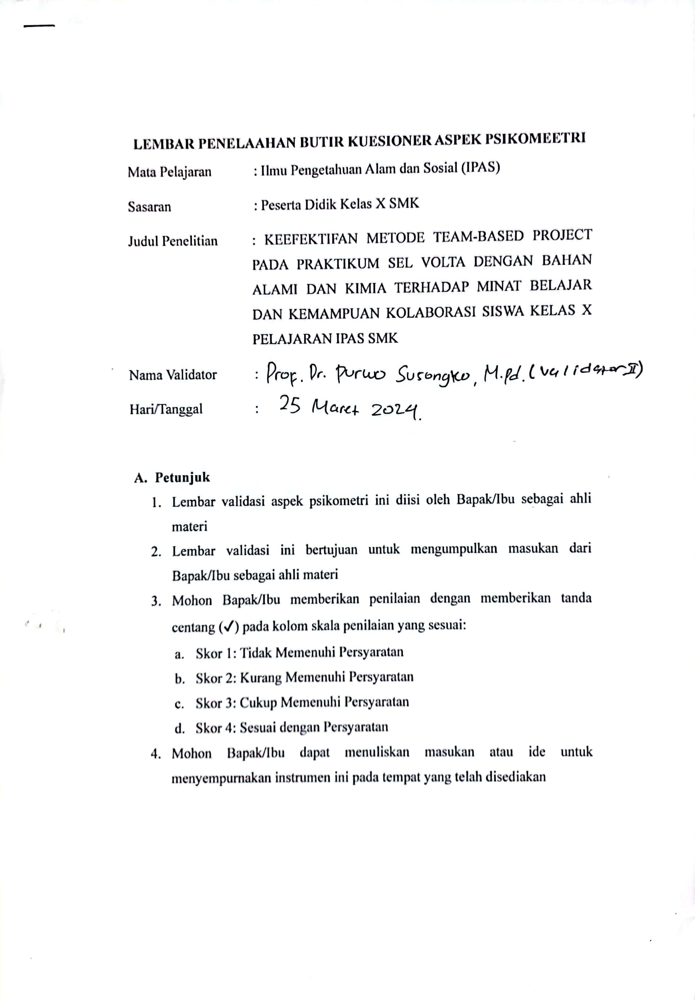 LEMBAR PENELAAHAN BUTIR KUESIONER ASPEK PSIKOMEETRI
Mata Pelajaran : Ilmu Pengetahuan Alam dan Sosial (IPAS)
Sasaran : Peserta Didik Kelas X SMK
Judul Penelitian : KEEFEKTIFAN METODE TEAM-BASED PROJECT
PADA PRAKTIKUM SEL VOLTA DENGAN BAHAN
ALAMI DAN KIMIA TERHADAP MINAT BELAJAR
DAN KEMAMPUAN KOLABORASI SISWA KELAS X
PELAJARAN IPAS SMK
Nama Validator : Prof. Dr. Purwo Susongko, M.Pd. (Validator II)
Hari/Tanggal : 25 Maret 2024.
A. Petunjuk
1. Lembar validasi aspek psikometri ini diisi oleh Bapak/Ibu sebagai ahli
materi
2. Lembar validasi ini bertujuan untuk mengumpulkan masukan dari
Bapak/Ibu sebagai ahli materi
3. Mohon Bapak/Ibu memberikan penilaian dengan memberikan tanda
centang (✓) pada kolom skala penilaian yang sesuai:
a. Skor 1: Tidak Memenuhi Persyaratan
b. Skor 2: Kurang Memenuhi Persyaratan
c. Skor 3: Cukup Memenuhi Persyaratan
d. Skor 4: Sesuai dengan Persyaratan
4. Mohon Bapak/Ibu dapat menuliskan masukan atau ide untuk
menyempurnakan instrumen ini pada tempat yang telah disediakan